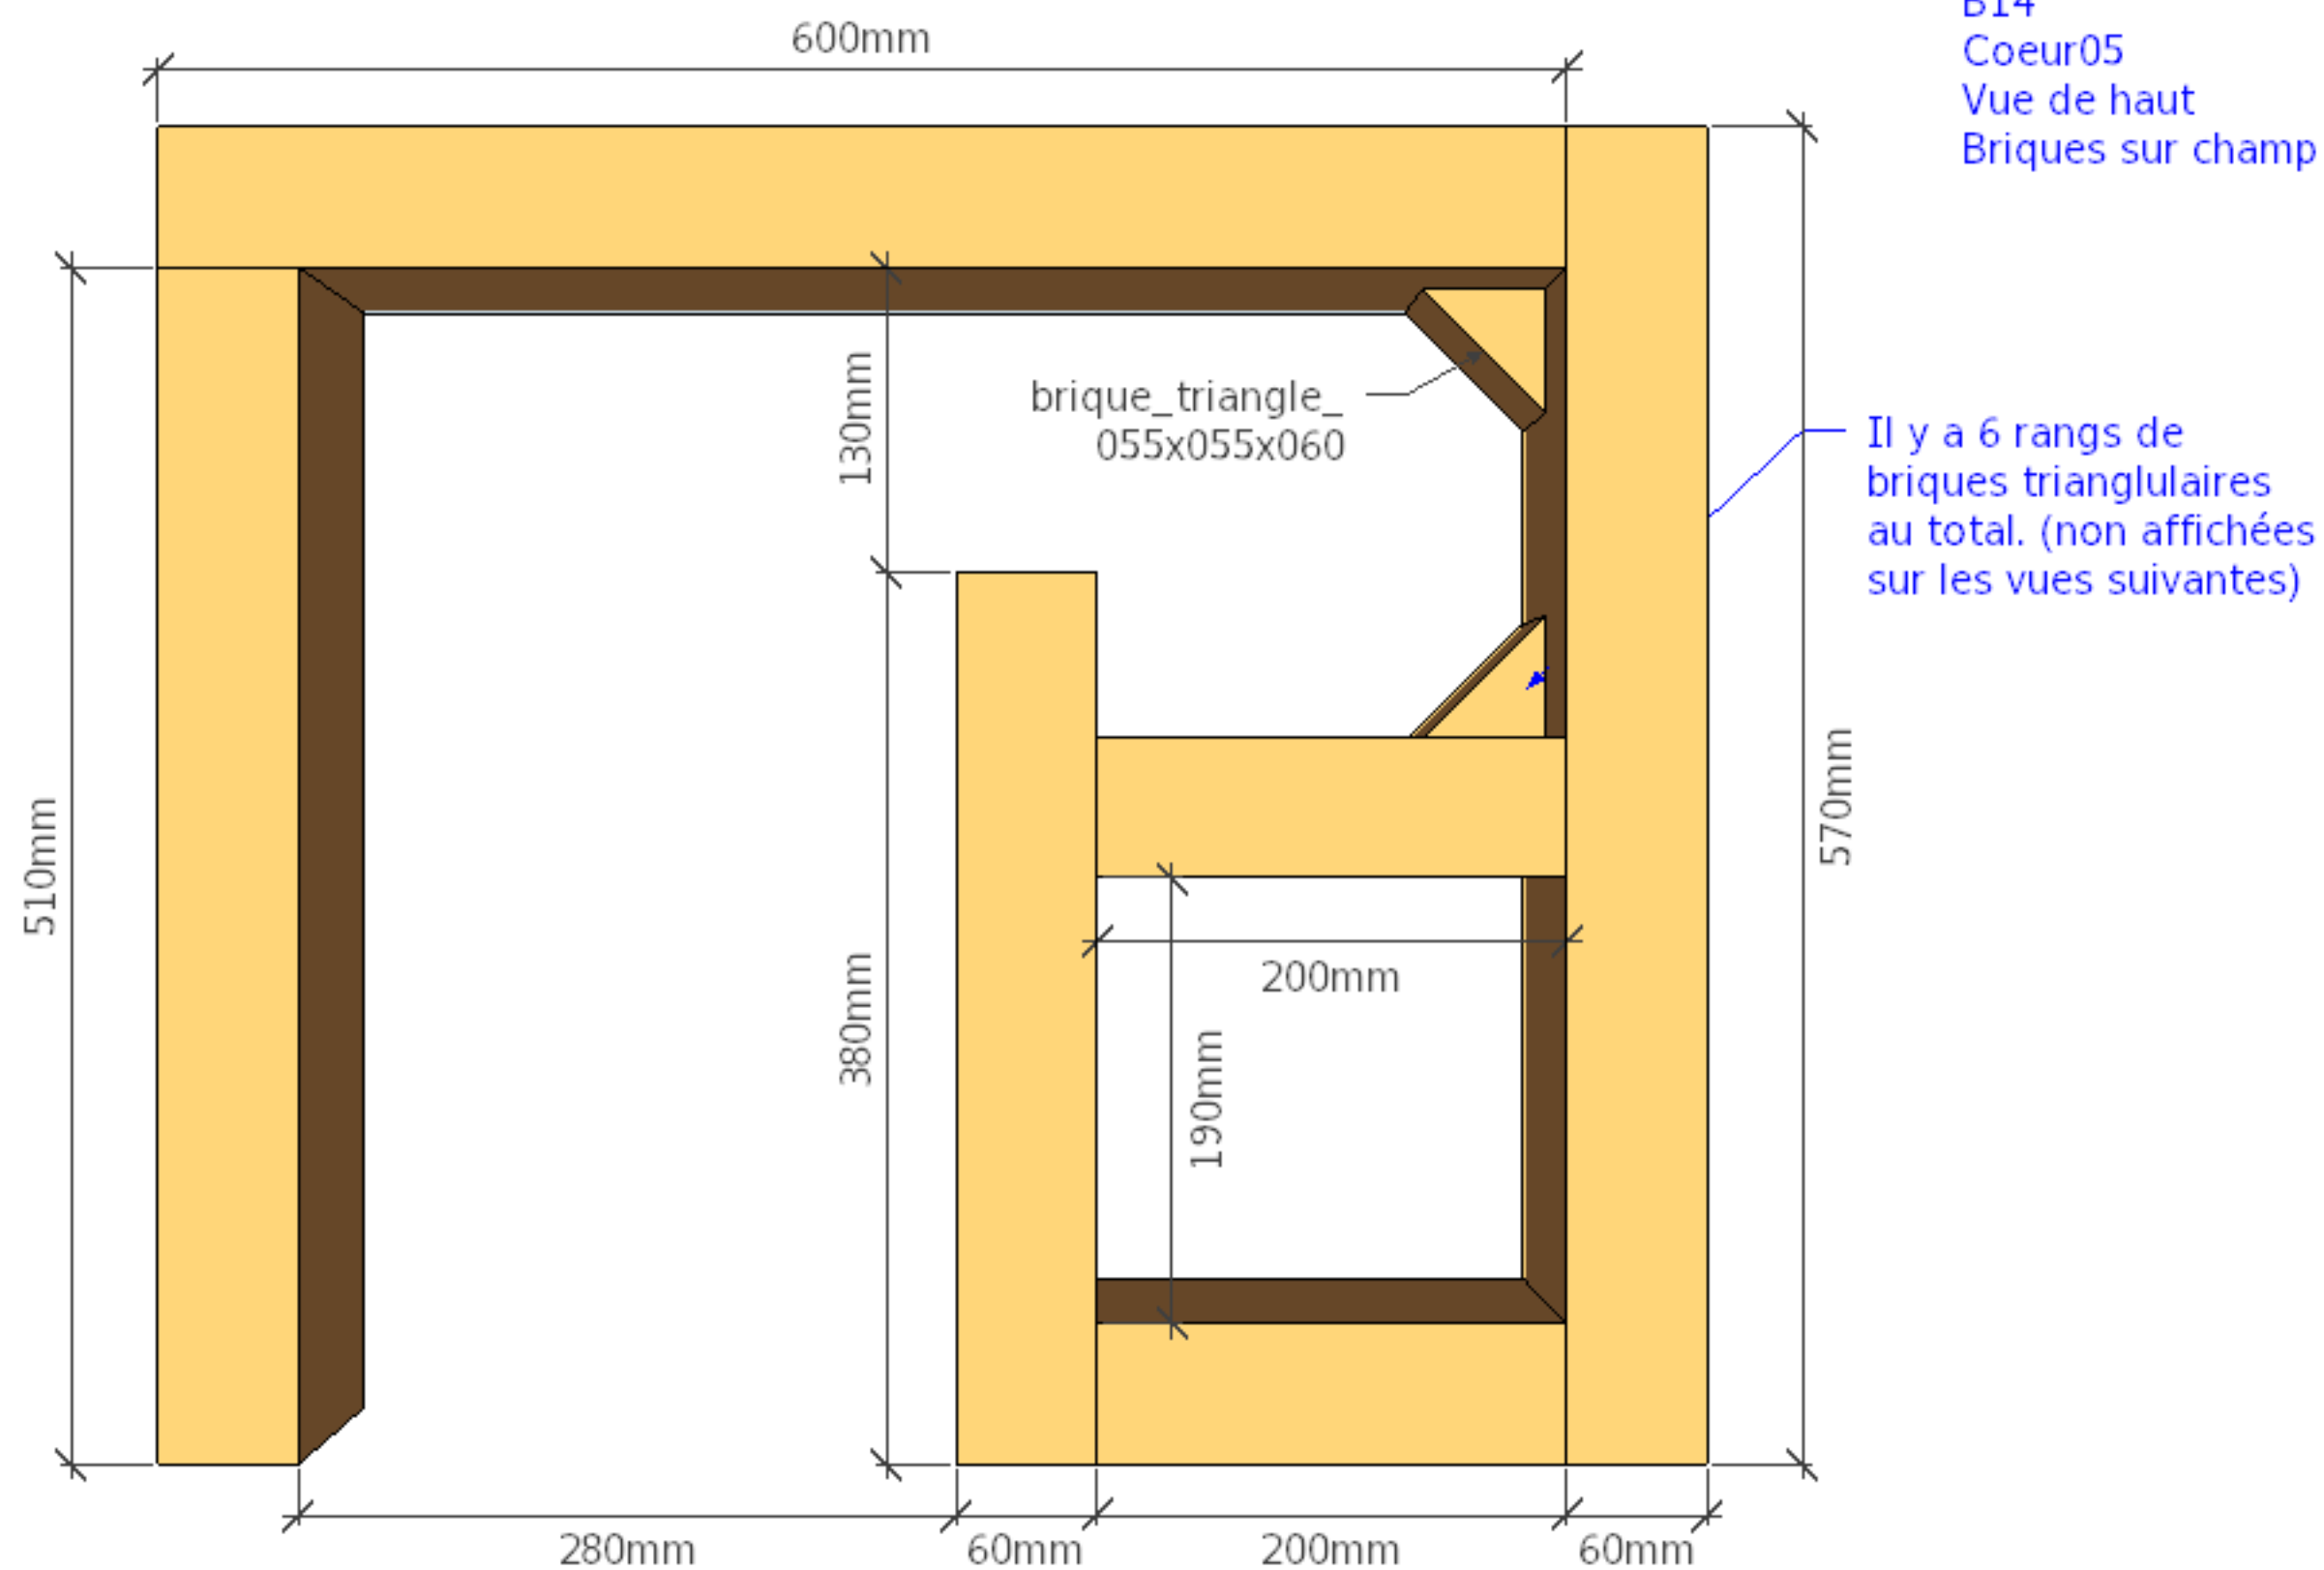 600mm
B14
Coeur05
Vue de haut
Briques sur champ
130mm
brique_triangle_
055x055x060
Il y a 6 rangs de
briques trianglulaires
au total. (non affichées
sur les vues suivantes)
510mm
570mm
380mm
200mm
190mm
280mm
60mm
200mm
60mm